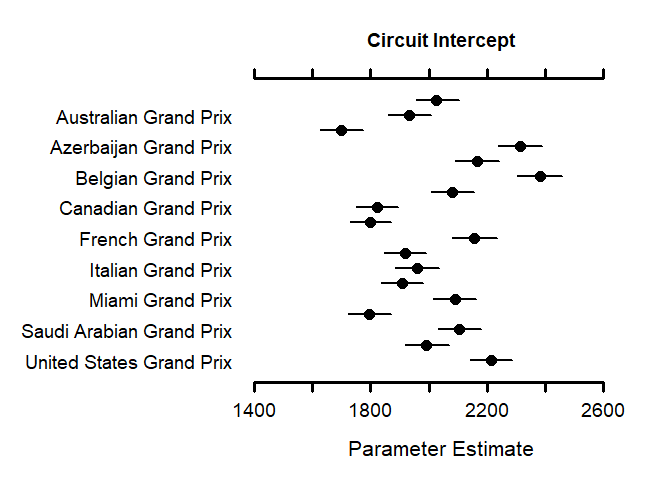 Circuit Intercept
Australian Grand Prix
Azerbaijan Grand Prix
Belgian Grand Prix
Canadian Grand Prix
French Grand Prix
Italian Grand Prix
Miami Grand Prix
Saudi Arabian Grand Prix
United States Grand Prix
1400 1800 2200 2600
Parameter Estimate